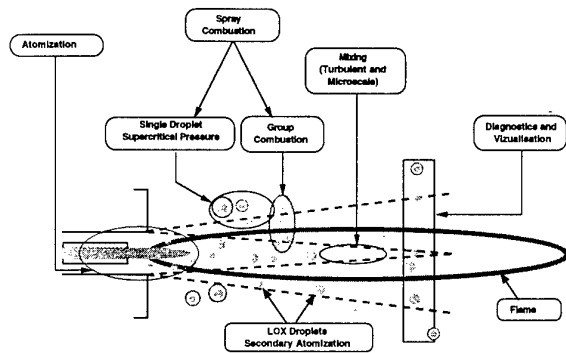 Spray
Combustion
Atomization
Mixing
(Turbulent and
Microscale)
Single Droplet
Supercritical Pressure
Group
Combustion
Diagnostics and
Vizualisation
Flame
LOX Droplets
Secondary Atomization